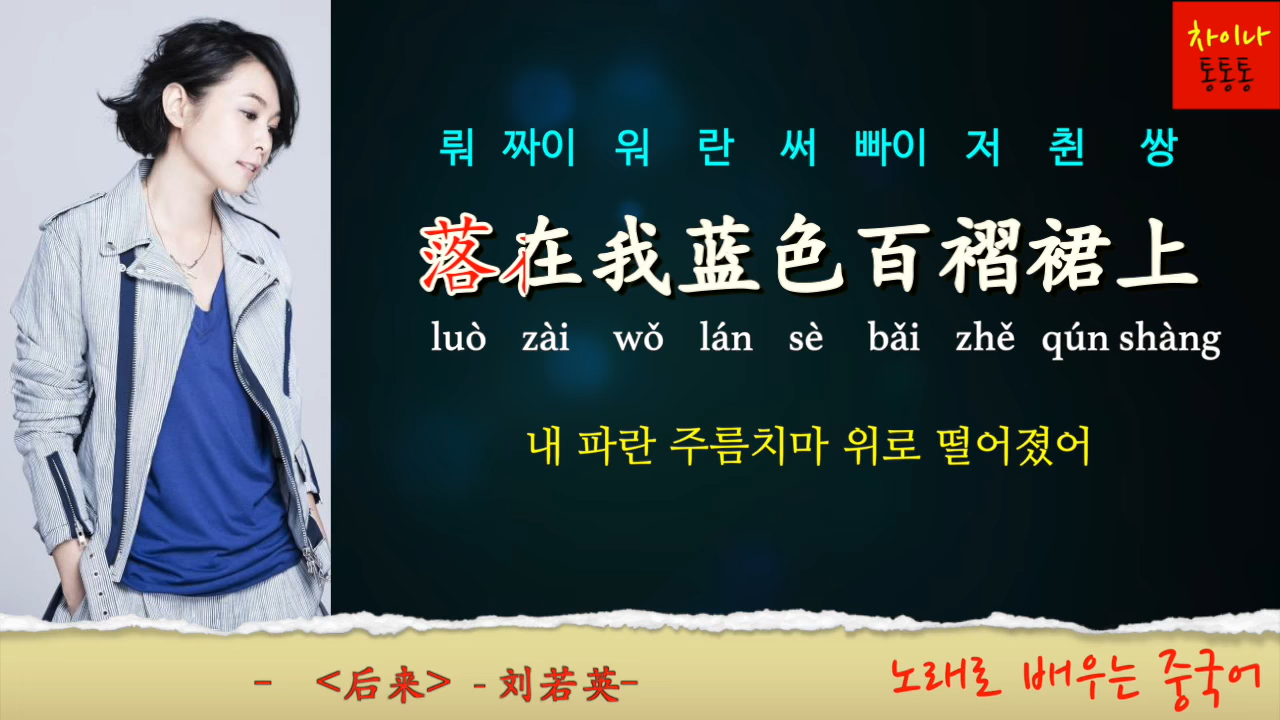 차이나
통통통
뤄 짜이 워 란 써 빠이 저 췬 쌍
落在我蓝色百褶裙上
luò zài wǒ lán sè bǎi zhě qún shàng
내 파란 주름치마 위로 떨어졌어
- <后来> - 刘若英-
노래로 배우는 중국어